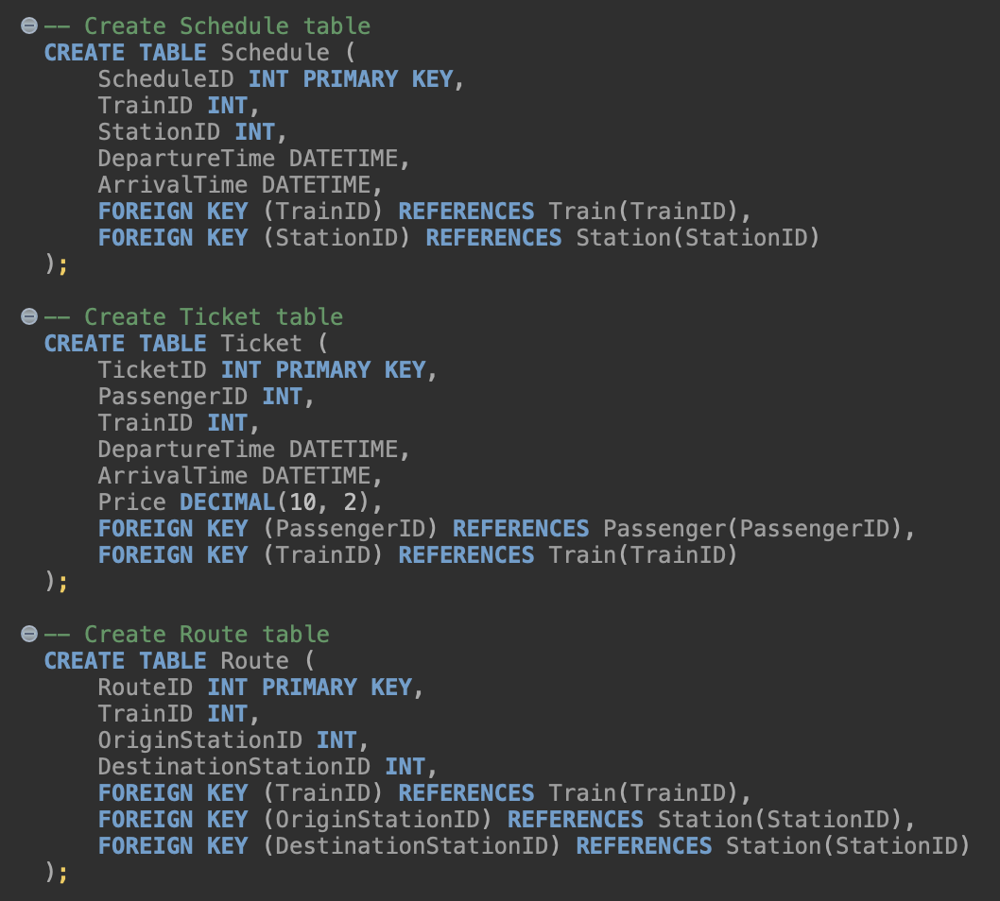 -- Create Schedule table
CREATE TABLE Schedule (
    ScheduleID INT PRIMARY KEY,
    TrainID INT,
    StationID INT,
    DepartureTime DATETIME,
    ArrivalTime DATETIME,
    FOREIGN KEY (TrainID) REFERENCES Train(TrainID),
    FOREIGN KEY (StationID) REFERENCES Station(StationID)
);

-- Create Ticket table
CREATE TABLE Ticket (
    TicketID INT PRIMARY KEY,
    PassengerID INT,
    TrainID INT,
    DepartureTime DATETIME,
    ArrivalTime DATETIME,
    Price DECIMAL(10, 2),
    FOREIGN KEY (PassengerID) REFERENCES Passenger(PassengerID),
    FOREIGN KEY (TrainID) REFERENCES Train(TrainID)
);

-- Create Route table
CREATE TABLE Route (
    RouteID INT PRIMARY KEY,
    TrainID INT,
    OriginStationID INT,
    DestinationStationID INT,
    FOREIGN KEY (TrainID) REFERENCES Train(TrainID),
    FOREIGN KEY (OriginStationID) REFERENCES Station(StationID),
    FOREIGN KEY (DestinationStationID) REFERENCES Station(StationID)
);